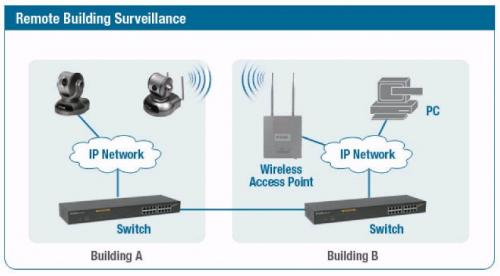 Remote Building Surveillance
IP Network
Switch
Building A
Wireless
Access Point
PC
IP Network
Switch
Building B